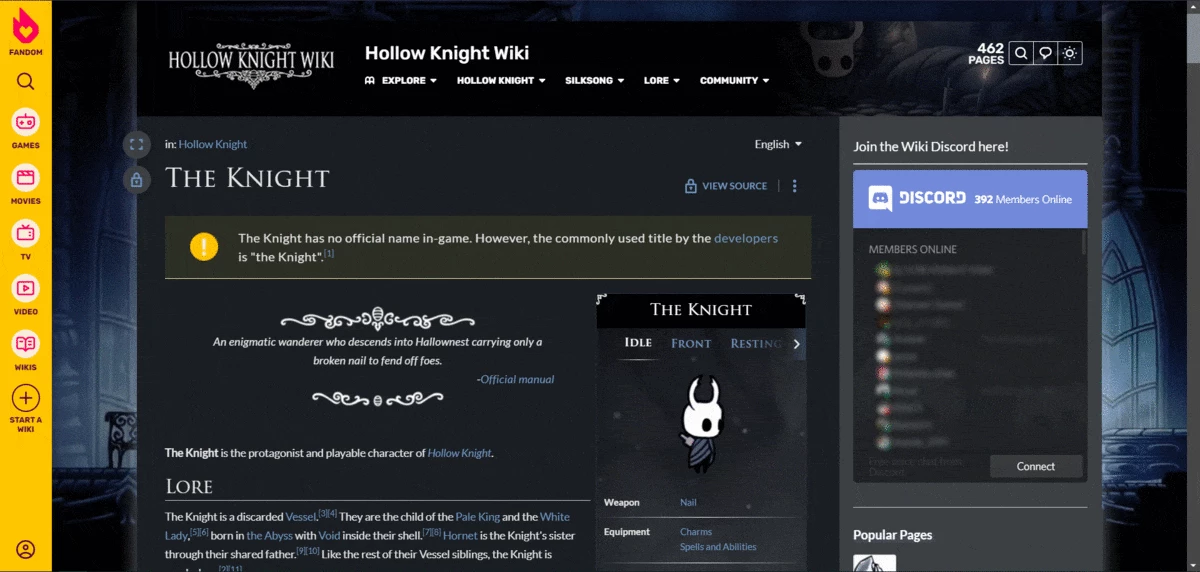 FANDOM
GAMES
MOVIES
TV
VIDEO
WIKIS
START A
WIKI
HOLLOW KNIGHT WIKI
Hollow Knight Wiki
EXPLORE
HOLLOW KNIGHT
SILKSONG
LORE
COMMUNITY
462
PAGES
in: Hollow Knight
English
THE KNIGHT
VIEW SOURCE
The Knight has no official name in-game. However, the commonly used title by the developers
is "the Knight".[1]
An enigmatic wanderer who descends into Hallownest carrying only a
broken nail to fend off foes.
-Official manual
The Knight is the protagonist and playable character of Hollow Knight.
LORE
The Knight is a discarded Vessel.[3][4] They are the child of the Pale King and the White
Lady,[5][6] born in the Abyss with Void inside their shell.[7][8] Hornet is the Knight's sister
through their shared father.[9][10] Like the rest of their Vessel siblings, the Knight is
THE KNIGHT
IDLE
FRONT
RESTING
Weapon
Nail
Equipment
Charms
Spells and Abilities
Join the Wiki Discord here!
DISCORD
392 Members Online
MEMBERS ONLINE
Connect
Popular Pages